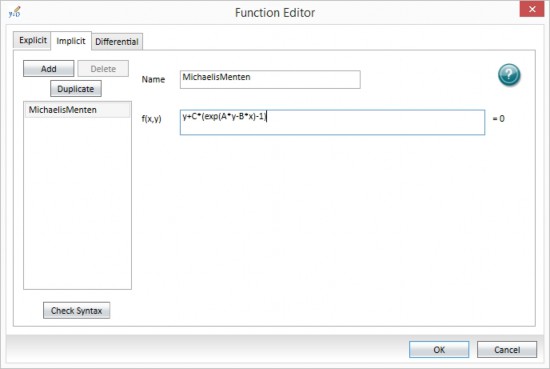 Function Editor
Explicit Implicit Differential
Add Delete
Duplicate
MichaelisMenten
Name MichaelisMenten
f(x,y) y+C*(exp(A*y-B*x)-1) = 0
Check Syntax
OK Cancel